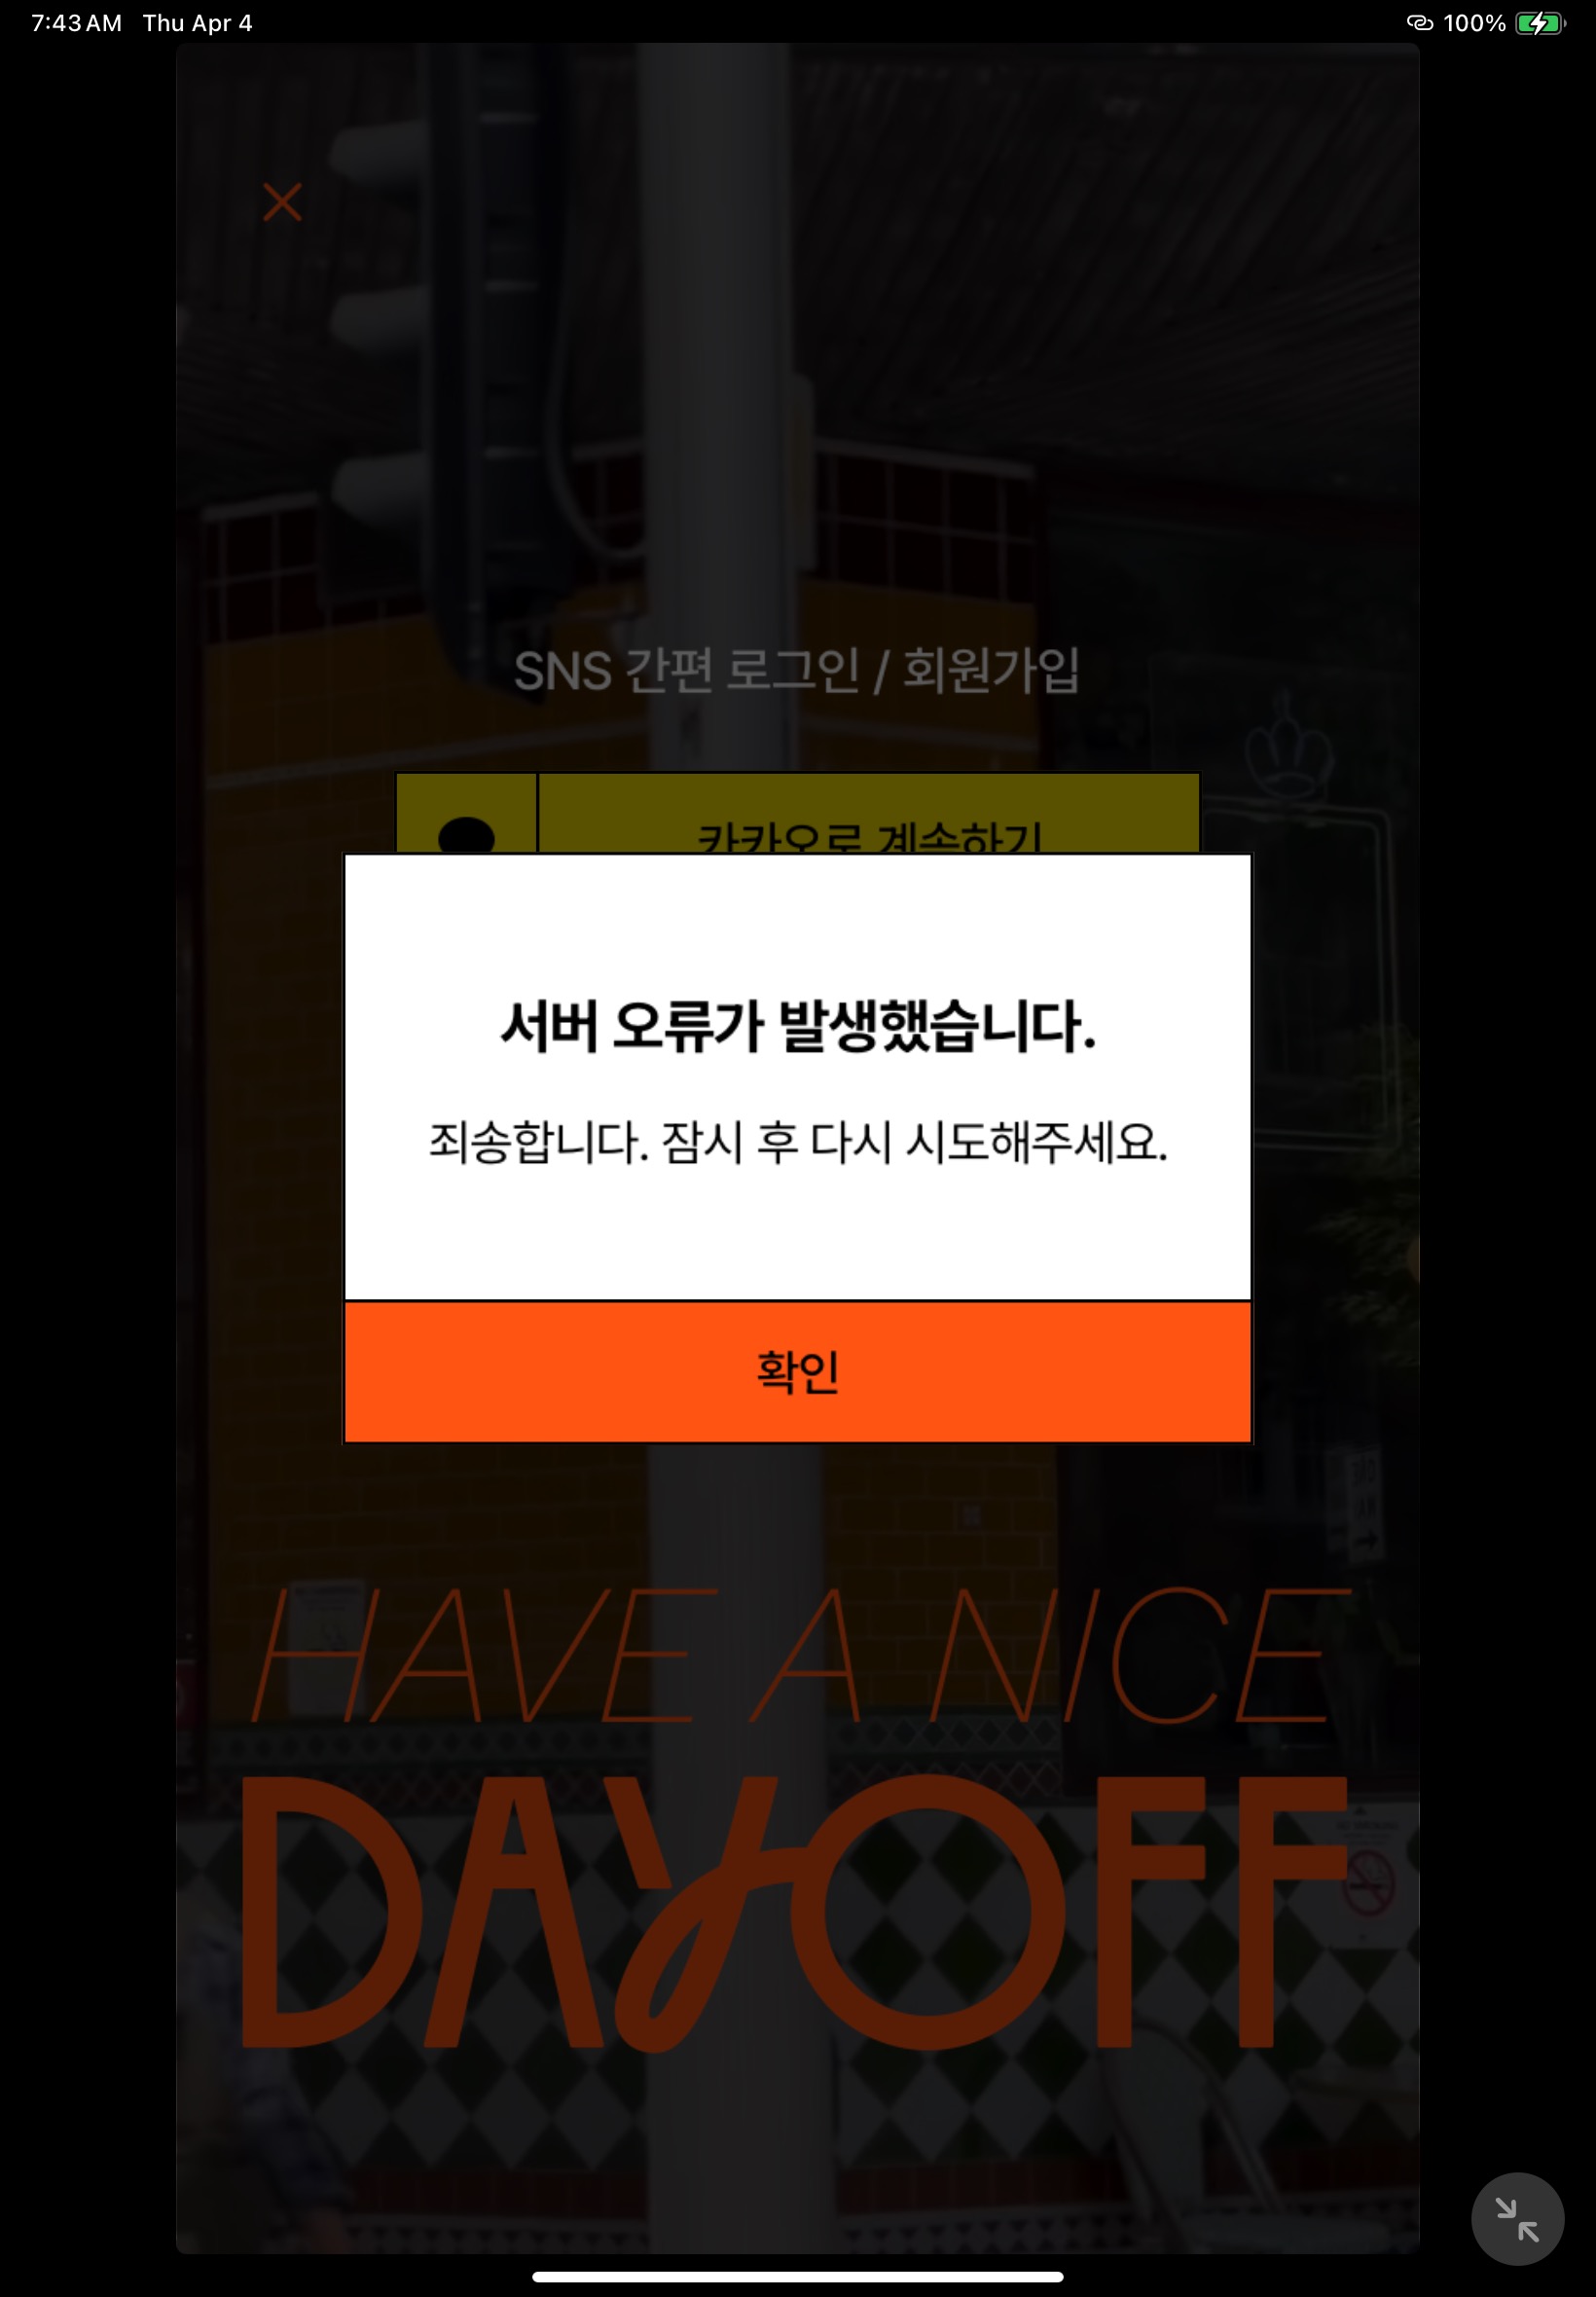 7:43 AM Thu Apr 4 100%
SNS 간편 로그인 / 회원가입
카카오로 계속하기
서버 오류가 발생했습니다.
죄송합니다. 잠시 후 다시 시도해주세요.
확인
HAVE A NICE
DAYOFF